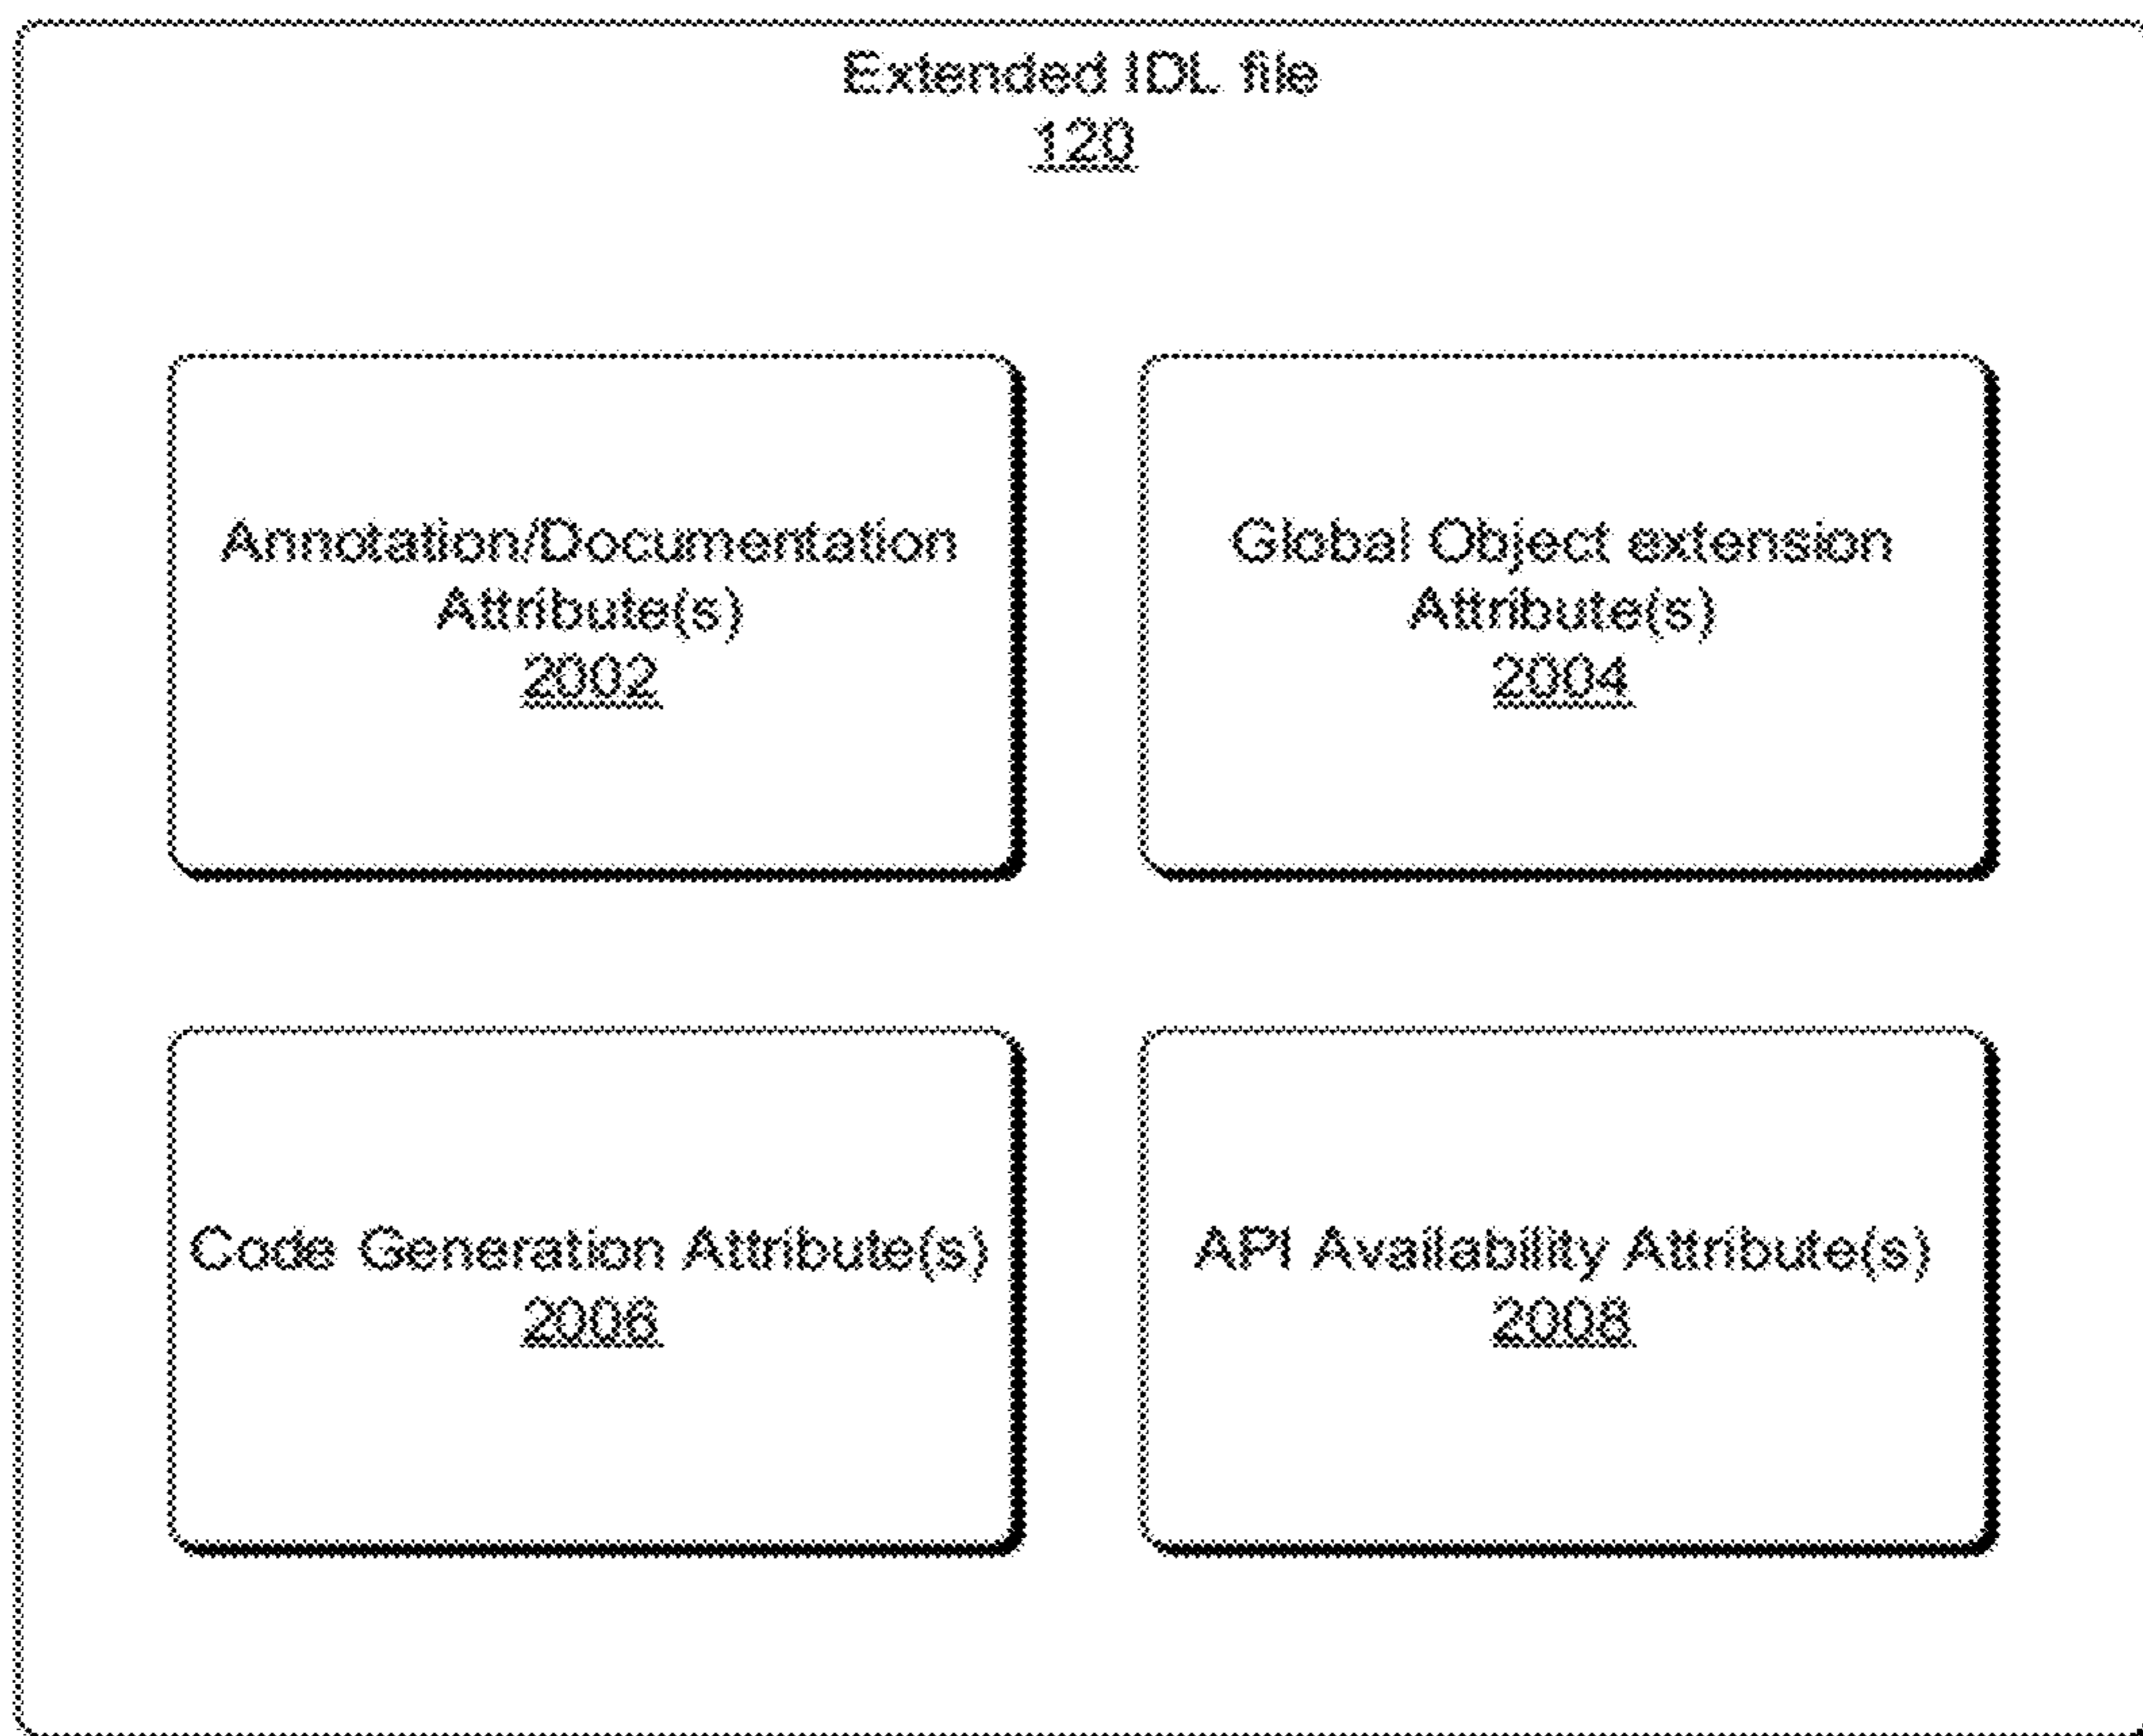 Extended IDL file
120
Annotation/Documentation
Attribute(s)
2002
Global Object extension
Attribute(s)
2004
Code Generation Attribute(s)
2006
API Availability Attribute(s)
2008